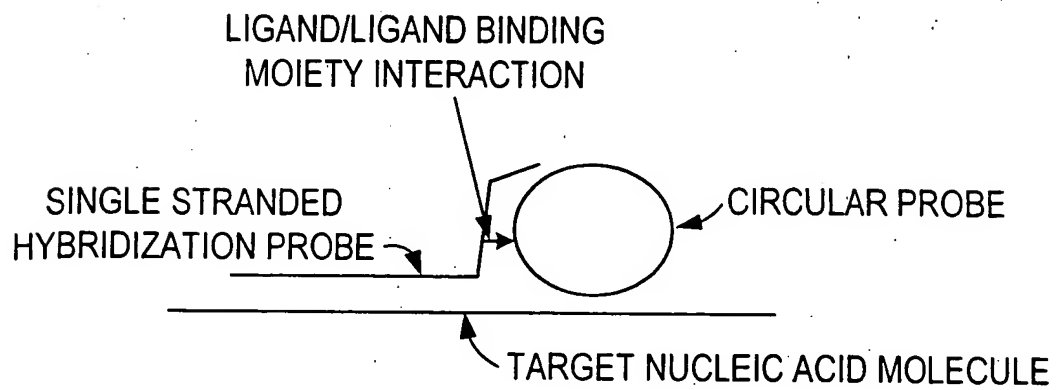 LIGAND/LIGAND BINDING
MOIETY INTERACTION
SINGLE STRANDED
HYBRIDIZATION PROBE
CIRCULAR PROBE
TARGET NUCLEIC ACID MOLECULE